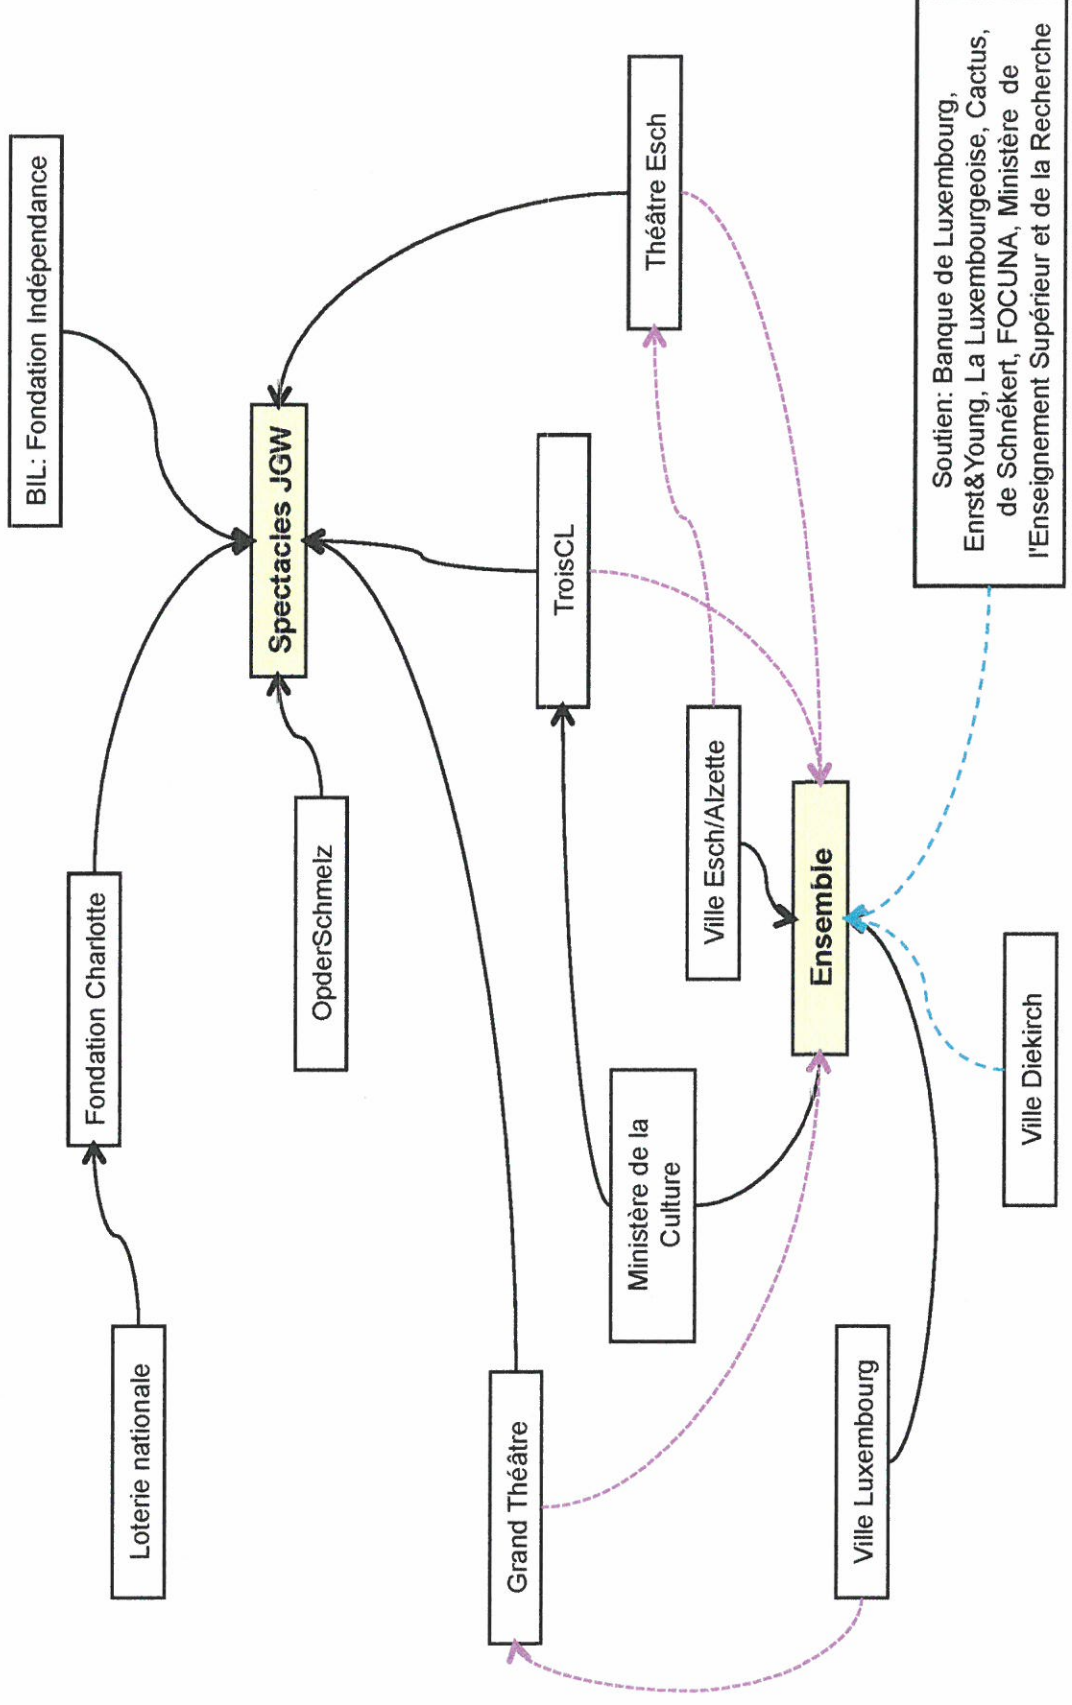 BIL: Fondation Indépendance
Fondation Charlotte
Loterie nationale
Spectacles JGW
OpderSchmelz
Théâtre Esch
TroisCL
Grand Théâtre
Ministère de la
Culture
Ville Esch/Alzette
Ensemble
Ville Luxembourg
Ville Diekirch
Soutien: Banque de Luxembourg,
Enrst&Young, La Luxembourgeoise, Cactus,
de Schnékert, FOCUNA, Ministère de
l'Enseignement Supérieur et de la Recherche